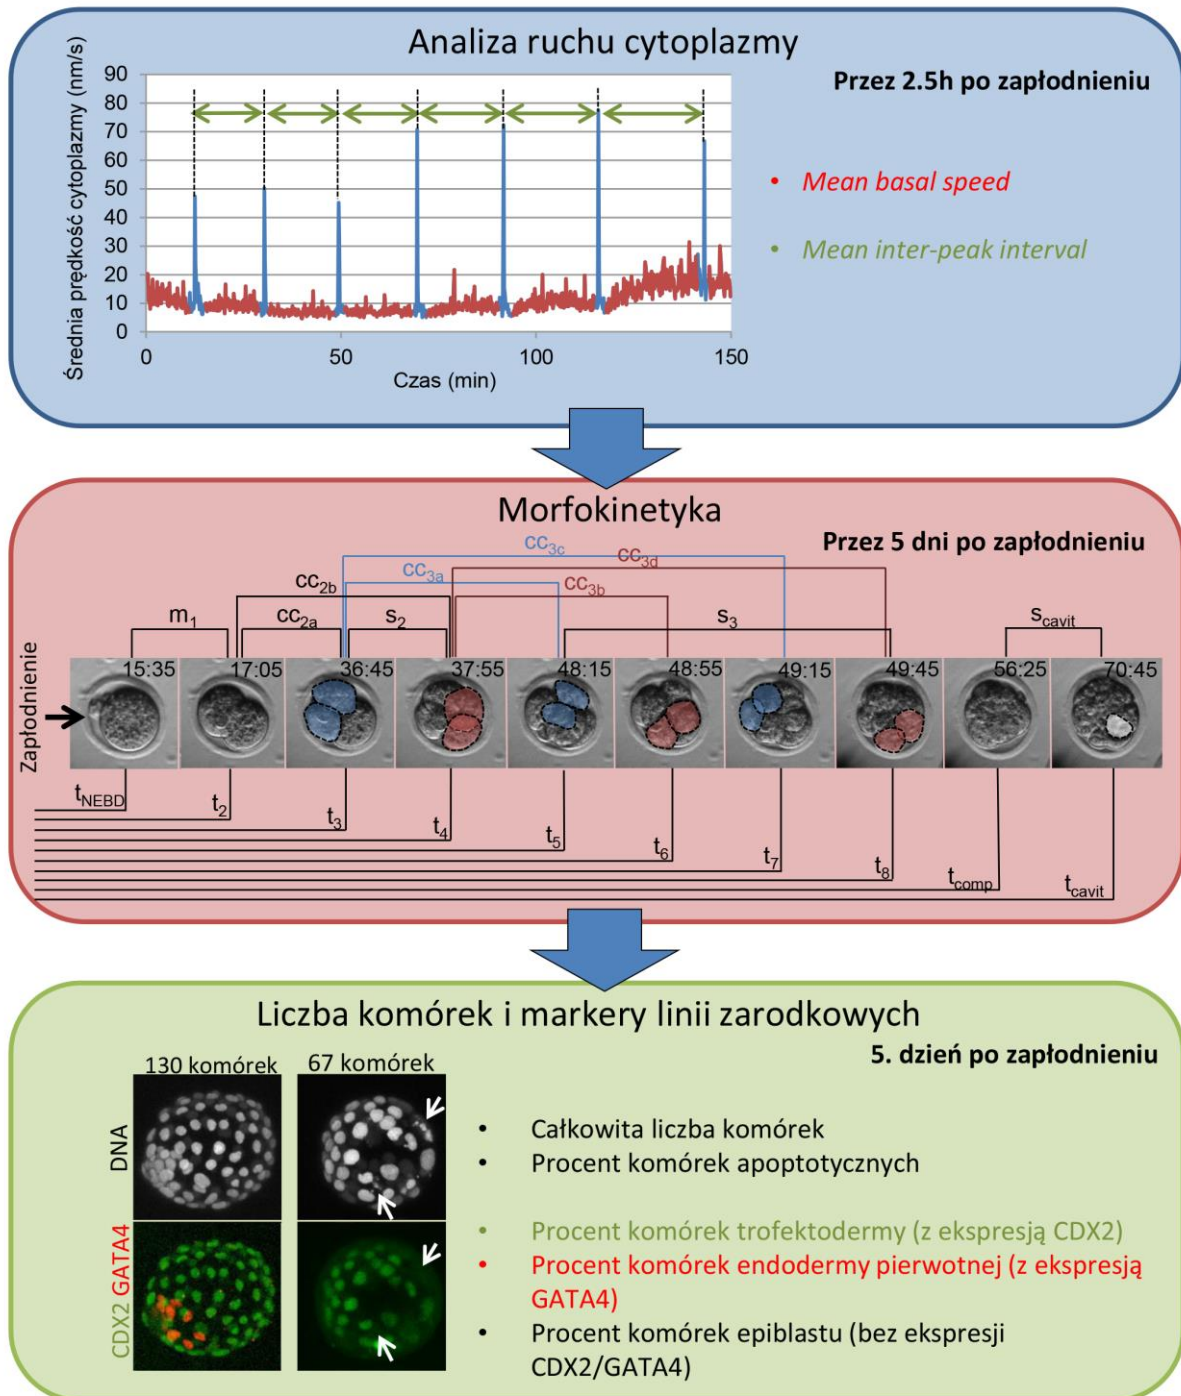 Analiza ruchu cytoplazmy
Przez 2.5h po zapłodnieniu
Średnia prędkość cytoplazmy (nm/s)
90
80
70
60
50
40
30
20
10
0
0 50 100 150
Czas (min)
• Mean basal speed
• Mean inter-peak interval
Morfokinetyka
Przez 5 dni po zapłodnieniu
cc3c
cc3a
cc3d
cc2b
cc3b
m1
cc2a
s2
s3
scavit
Zapłodnienie
15:35 17:05 36:45 37:55 48:15 48:55 49:15 49:45 56:25 70:45
tNEBD
t2
t3
t4
t5
t6
t7
t8
tcomp
tcavit
Liczba komórek i markery linii zarodkowych
5. dzień po zapłodnieniu
130 komórek 67 komórek
DNA
CDX2 GATA4
• Całkowita liczba komórek
• Procent komórek apoptotycznych
• Procent komórek trofektodermy (z ekspresją CDX2)
• Procent komórek endodermy pierwotnej (z ekspresją
GATA4)
• Procent komórek epiblastu (bez ekspresji
CDX2/GATA4)